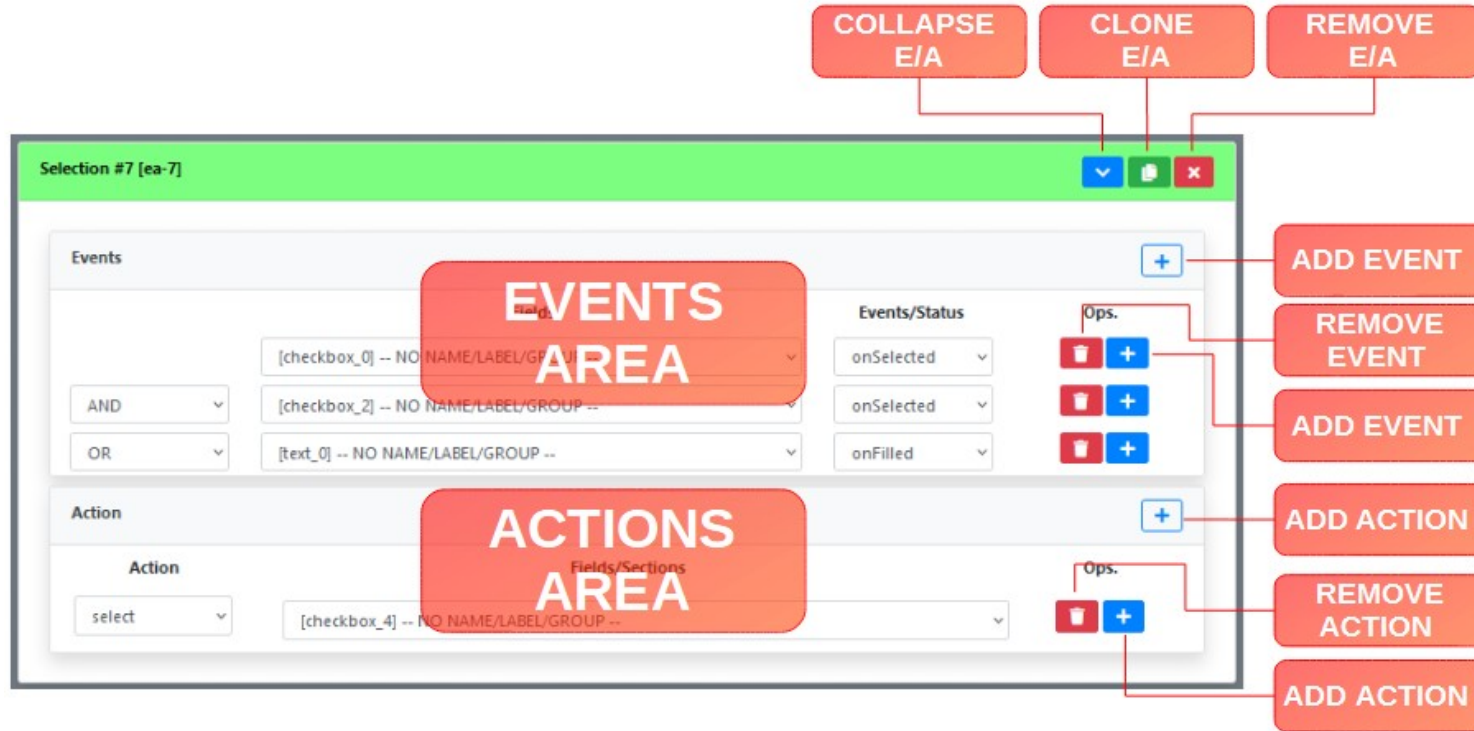 COLLAPSE
E/A
CLONE
E/A
REMOVE
E/A
Selection #7 [ea-7]
Events
ADD EVENT
EVENTS
AREA
Fields
Events/Status
Ops.
REMOVE
EVENT
[checkbox_0] -- NO NAME/LABEL/GROUP --
onSelected
AND
[checkbox_2] -- NO NAME/LABEL/GROUP --
onSelected
ADD EVENT
OR
[text_0] -- NO NAME/LABEL/GROUP --
onFilled
Action
ACTIONS
AREA
ADD ACTION
Action
Fields/Sections
Ops.
REMOVE
ACTION
select
[checkbox_4] -- NO NAME/LABEL/GROUP --
ADD ACTION